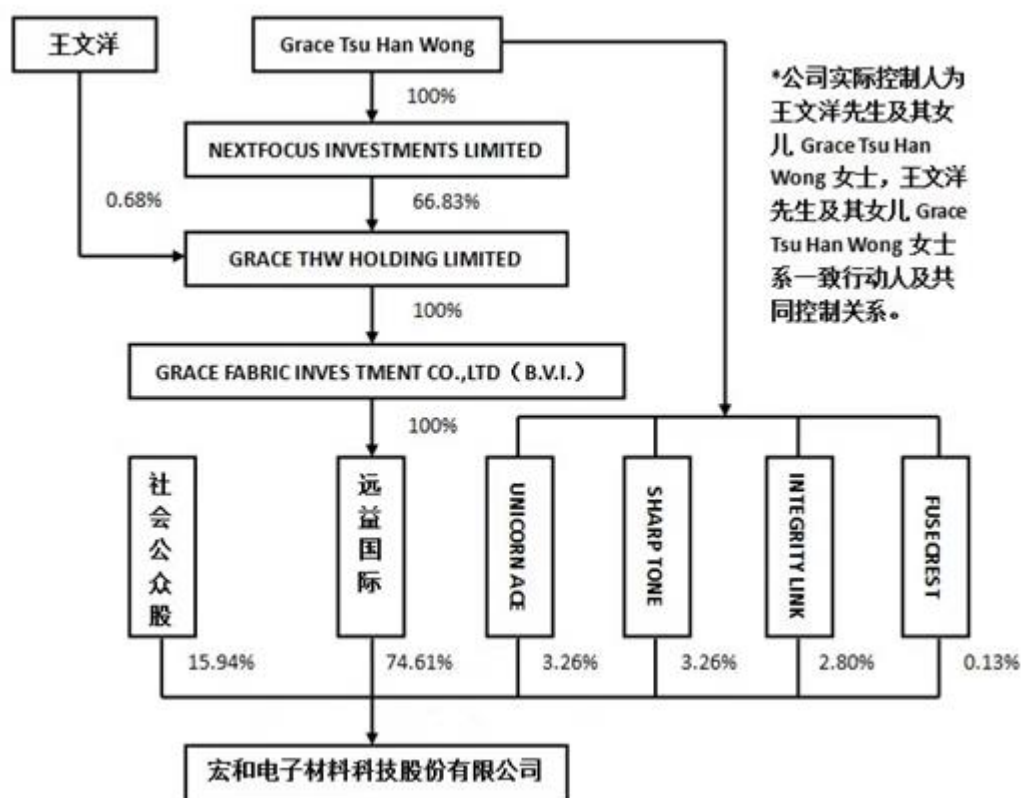 王文洋
Grace Tsu Han Wong
100%
NEXTFOCUS INVESTMENTS LIMITED
0.68%
66.83%
GRACE THW HOLDING LIMITED
100%
GRACE FABRIC INVES TMENT CO.,LTD（B.V.I.）
100%
*公司实际控制人为
王文洋先生及其女
儿 Grace Tsu Han
Wong 女士，王文洋
先生及其女儿 Grace
Tsu Han Wong 女士
系一致行动人及共
同控制关系。
社会公众股
远益国际
UNICORN ACE
SHARP TONE
INTEGRITY LINK
FUSECREST
15.94%
74.61%
3.26%
3.26%
2.80%
0.13%
宏和电子材料科技股份有限公司